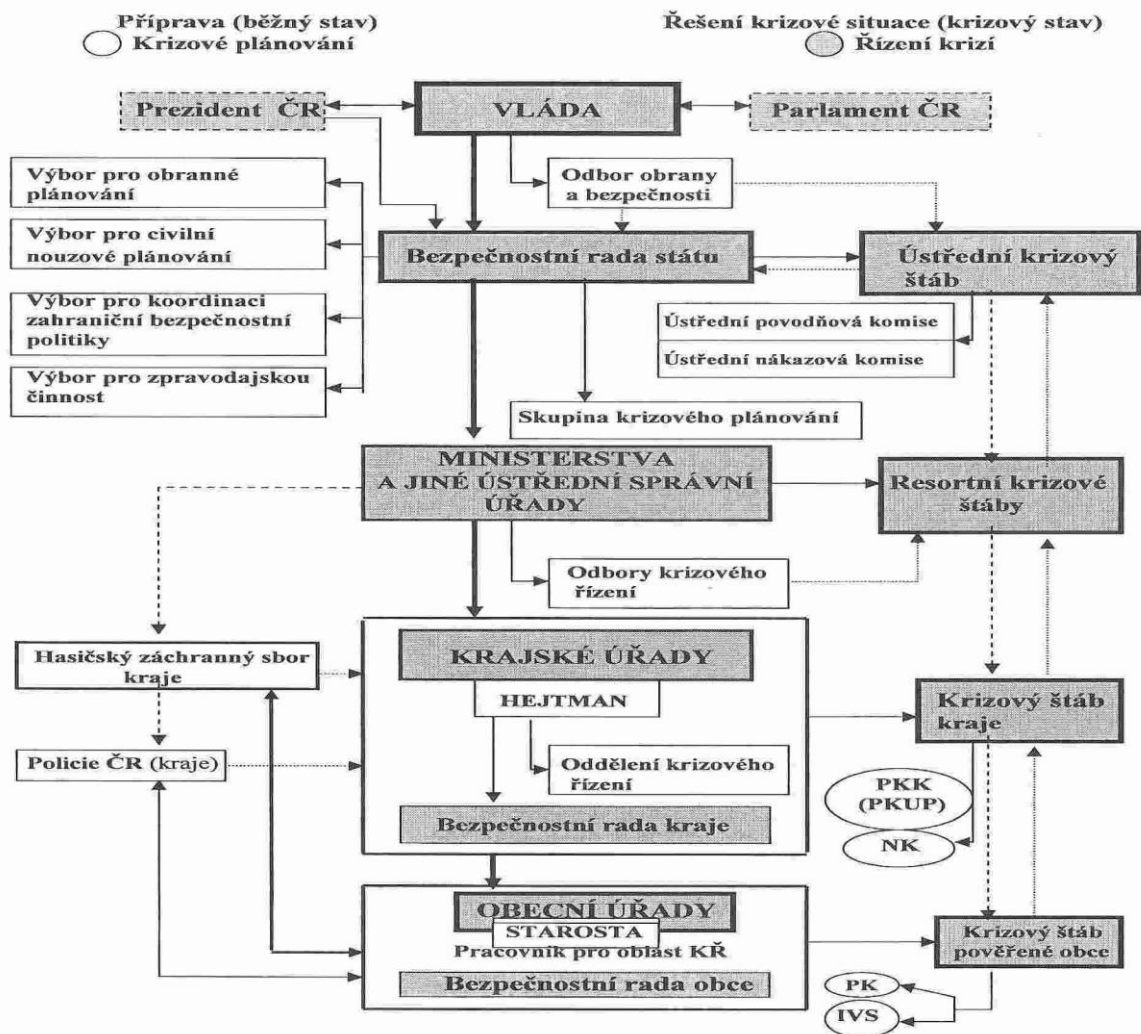 Příprava (běžný stav)
Krizové plánování
Řešení krizové situace (krizový stav)
Řízení krizí
Prezident ČR
VLÁDA
Parlament ČR
Výbor pro obranné
plánování
Odbor obrany
a bezpečnosti
Výbor pro civilní
nouzové plánování
Bezpečnostní rada státu
Ústřední krizový
štáb
Výbor pro koordinaci
zahraniční bezpečnostní
politiky
Ústřední povodňová komise
Ústřední nákazová komise
Výbor pro zpravodajskou
činnost
Skupina krizového plánování
MINISTERSTVA
A JINÉ ÚSTŘEDNÍ SPRÁVNÍ
ÚŘADY
Resortní krizové
štáby
Odbory krizového
řízení
Hasičský záchranný sbor
kraje
KRAJSKÉ ÚŘADY
HEJTMAN
Krizový štáb
kraje
Policie ČR (kraje)
Oddělení krizového
řízení
PKK
(PKUP)
Bezpečnostní rada kraje
NK
OBECNÍ ÚŘADY
STAROSTA
Pracovník pro oblast KŘ
Krizový štáb
pověřené obce
Bezpečnostní rada obce
PK
IVS